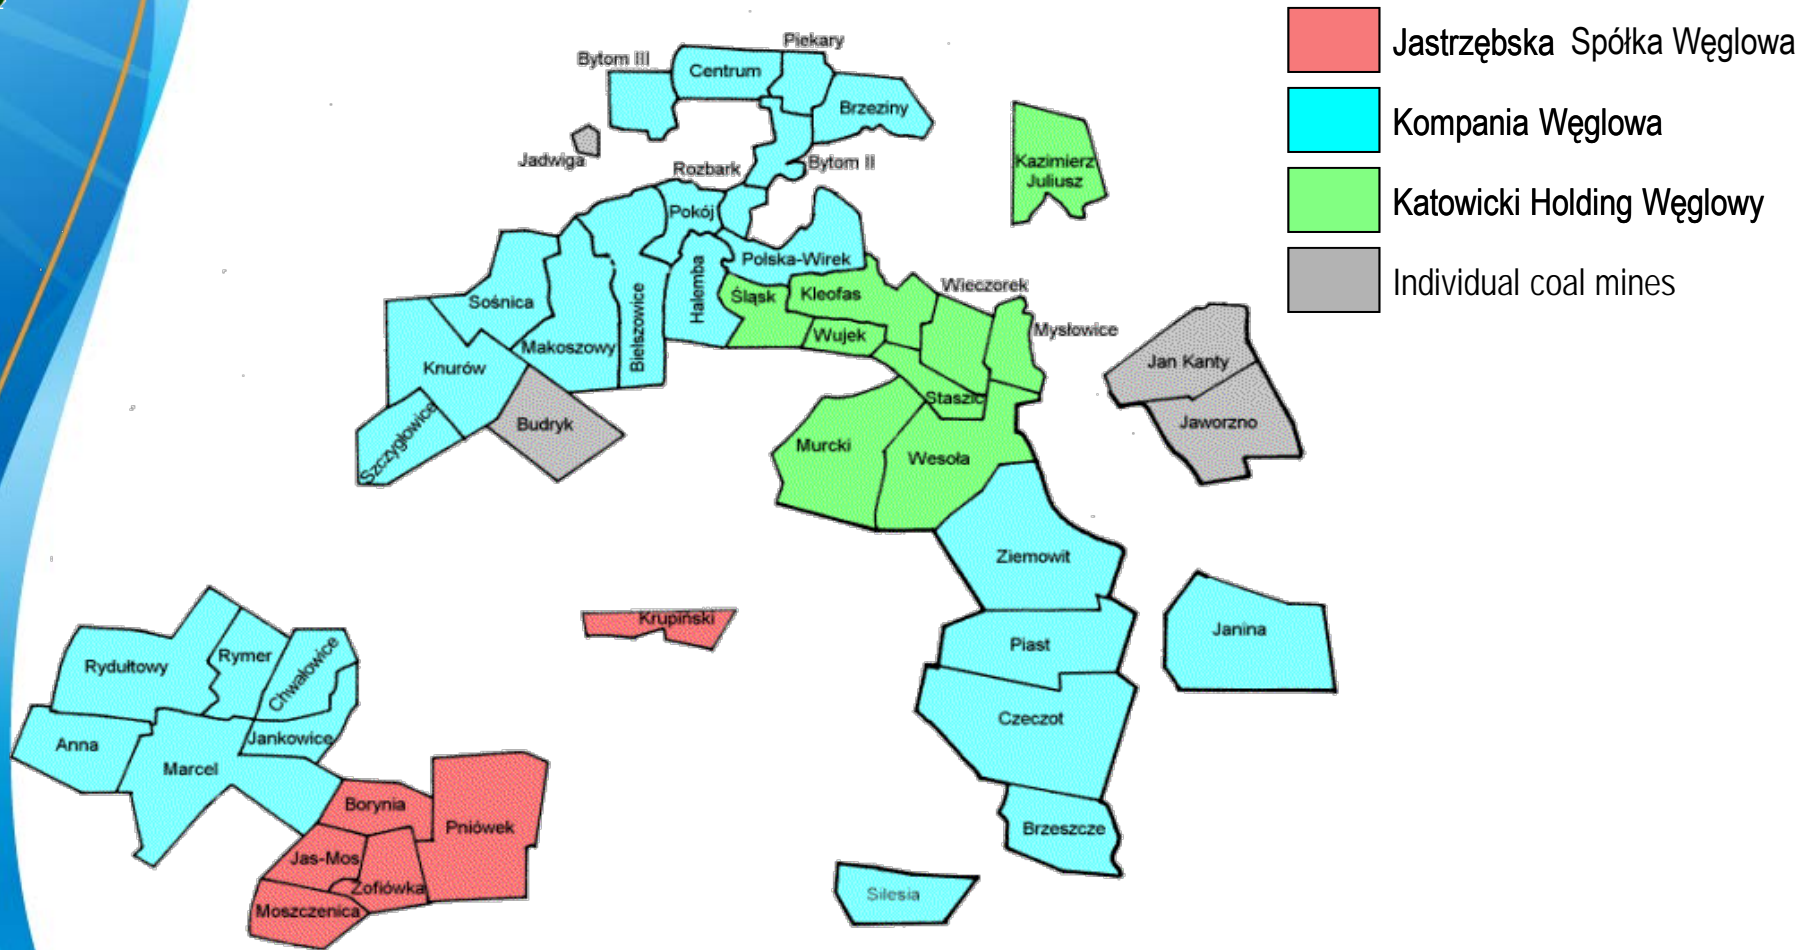 Piekary
Bytom III
Centrum
Brzeziny
Jadwiga
Rozbark
Bytom II
Kazimierz
Juliusz
Pokój
Polska-Wirek
Sośnica
Halemba
Śląsk
Kleofas
Wieczorek
Wujek
Mysłowice
Makoszowy
Bielszowice
Knurów
Staszic
Szczygłowice
Budryk
Murcki
Wesoła
Jan Kanty
Jaworzno
Ziemowit
Krupiński
Piast
Janina
Rydułtowy
Rymer
Chwałowice
Czeczot
Anna
Jankowice
Marcel
Borynia
Pniówek
Brzeszcze
Jas-Mos
Zofiówka
Moszczenica
Silesia
Jastrzębska Spółka Węglowa
Kompania Węglowa
Katowicki Holding Węglowy
Individual coal mines